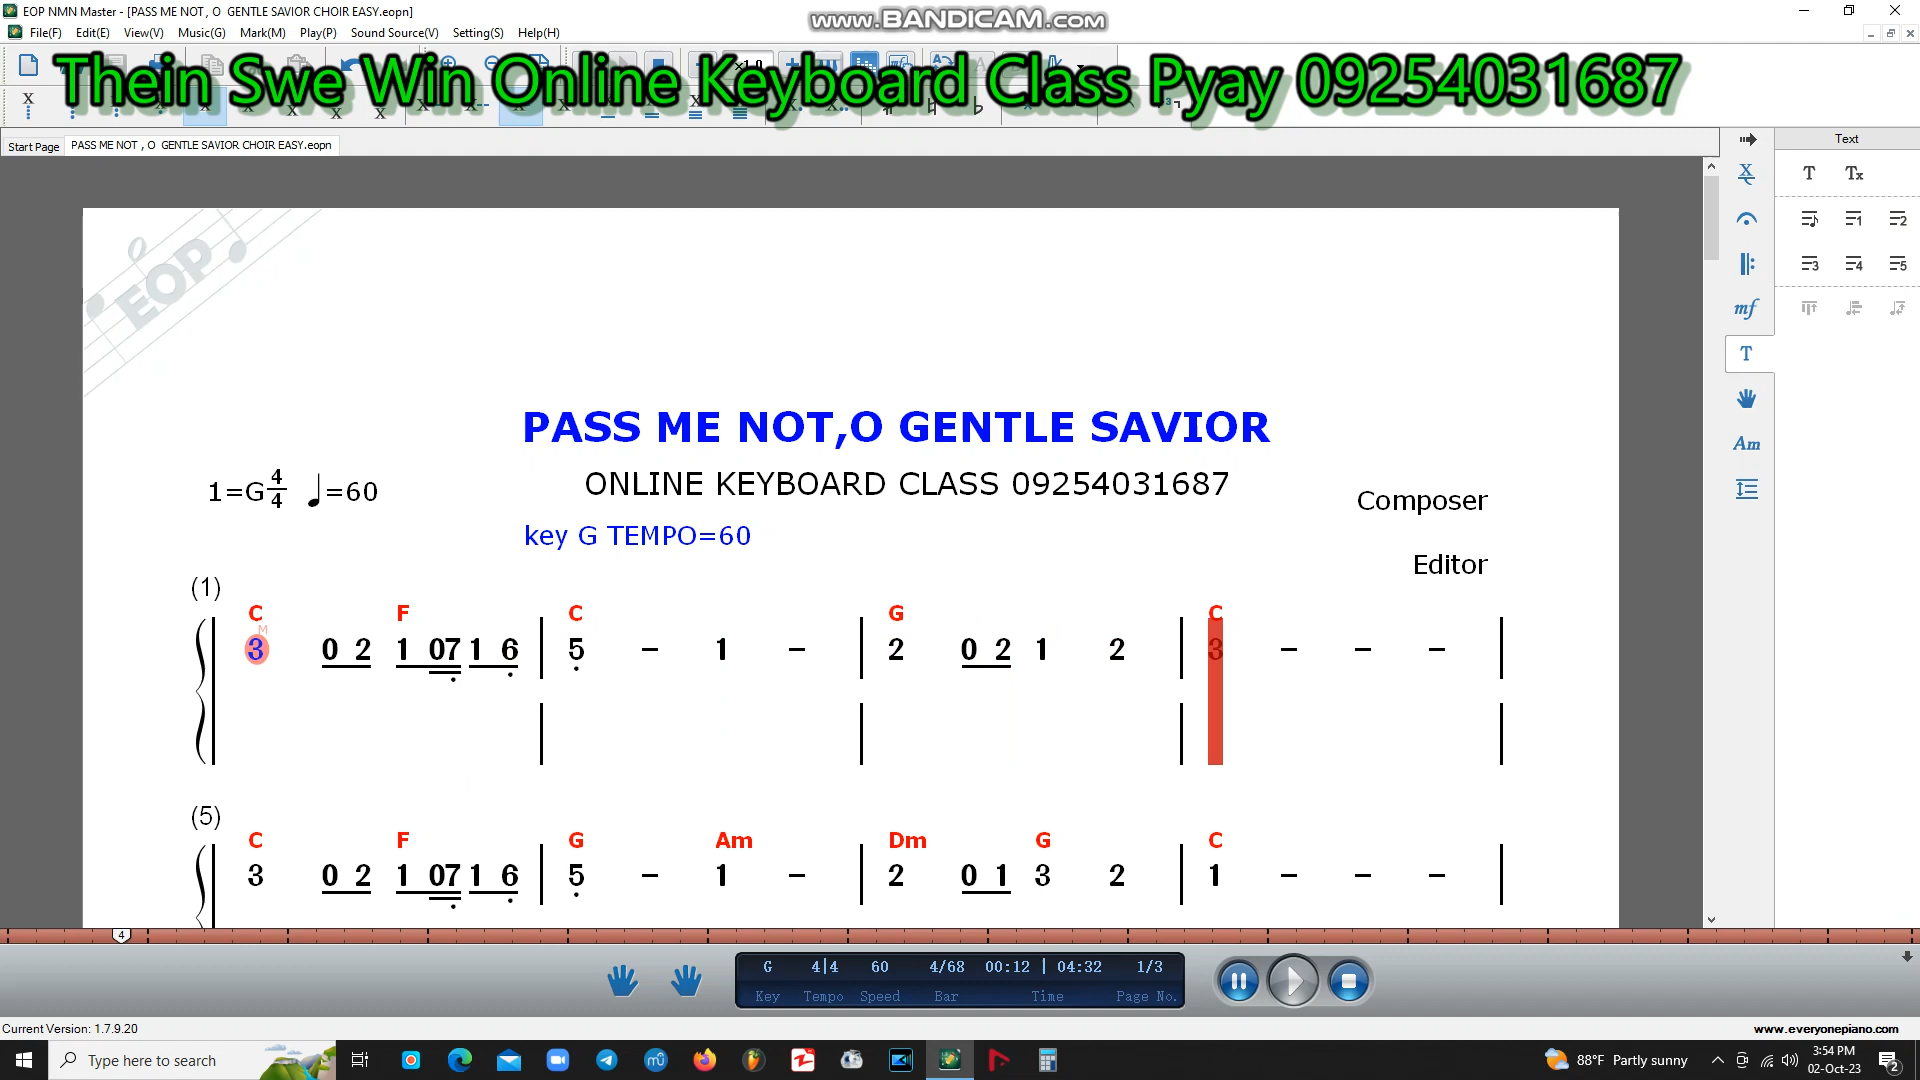 EOP NMN Master - [PASS ME NOT , O  GENTLE SAVIOR CHOIR EASY.eopn]
www.BANDICAM.com
File(F) Edit(E) View(V) Music(G) Mark(M) Play(P) Sound Source(V) Setting(S) Help(H)
Thein Swe Win Online Keyboard Class Pyay 09254031687
Start Page PASS ME NOT , O  GENTLE SAVIOR CHOIR EASY.eopn
Text
EOP
PASS ME NOT,O GENTLE SAVIOR
1=G 4/4 ♩=60
ONLINE KEYBOARD CLASS 09254031687
Composer
key G TEMPO=60
Editor
(1)
C F C G C
3 0 2 1 07 1 6 5 – 1 – 2 0 2 1 2 3 – – –
(5)
C F G Am Dm G C
3 0 2 1 07 1 6 5 – 1 – 2 0 1 3 2 1 – – –
4
G 4|4 60 4/68 00:12 | 04:32 1/3
Key Tempo Speed Bar Time Page No.
Current Version: 1.7.9.20
www.everyonepiano.com
Type here to search
88°F Partly sunny
3:54 PM
02-Oct-23
2